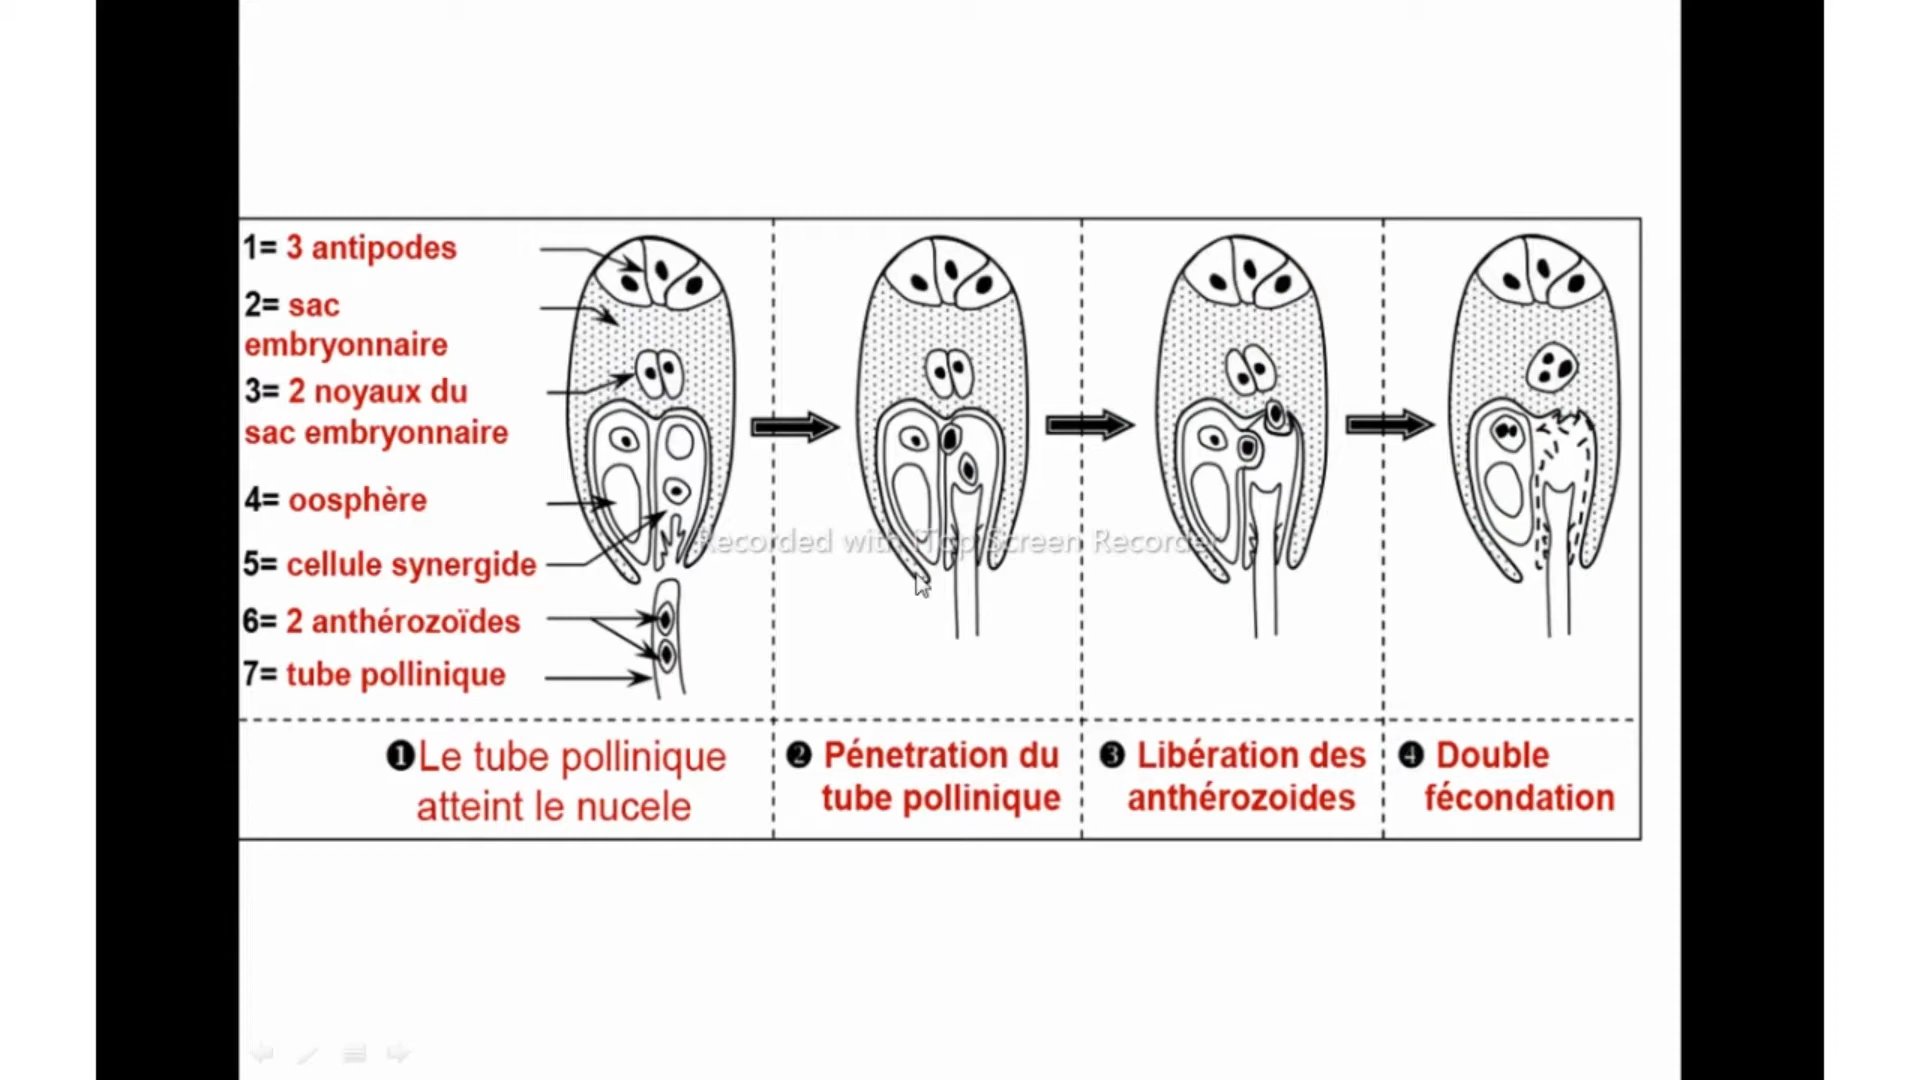 1= 3 antipodes
2= sac
embryonnaire
3= 2 noyaux du
sac embryonnaire
4= oosphère
5= cellule synergide
6= 2 anthérozoïdes
7= tube pollinique
Recorded with iTop Screen Recorder
❶Le tube pollinique
atteint le nucele
❷ Pénetration du
tube pollinique
❸ Libération des
anthérozoides
❹ Double
fécondation